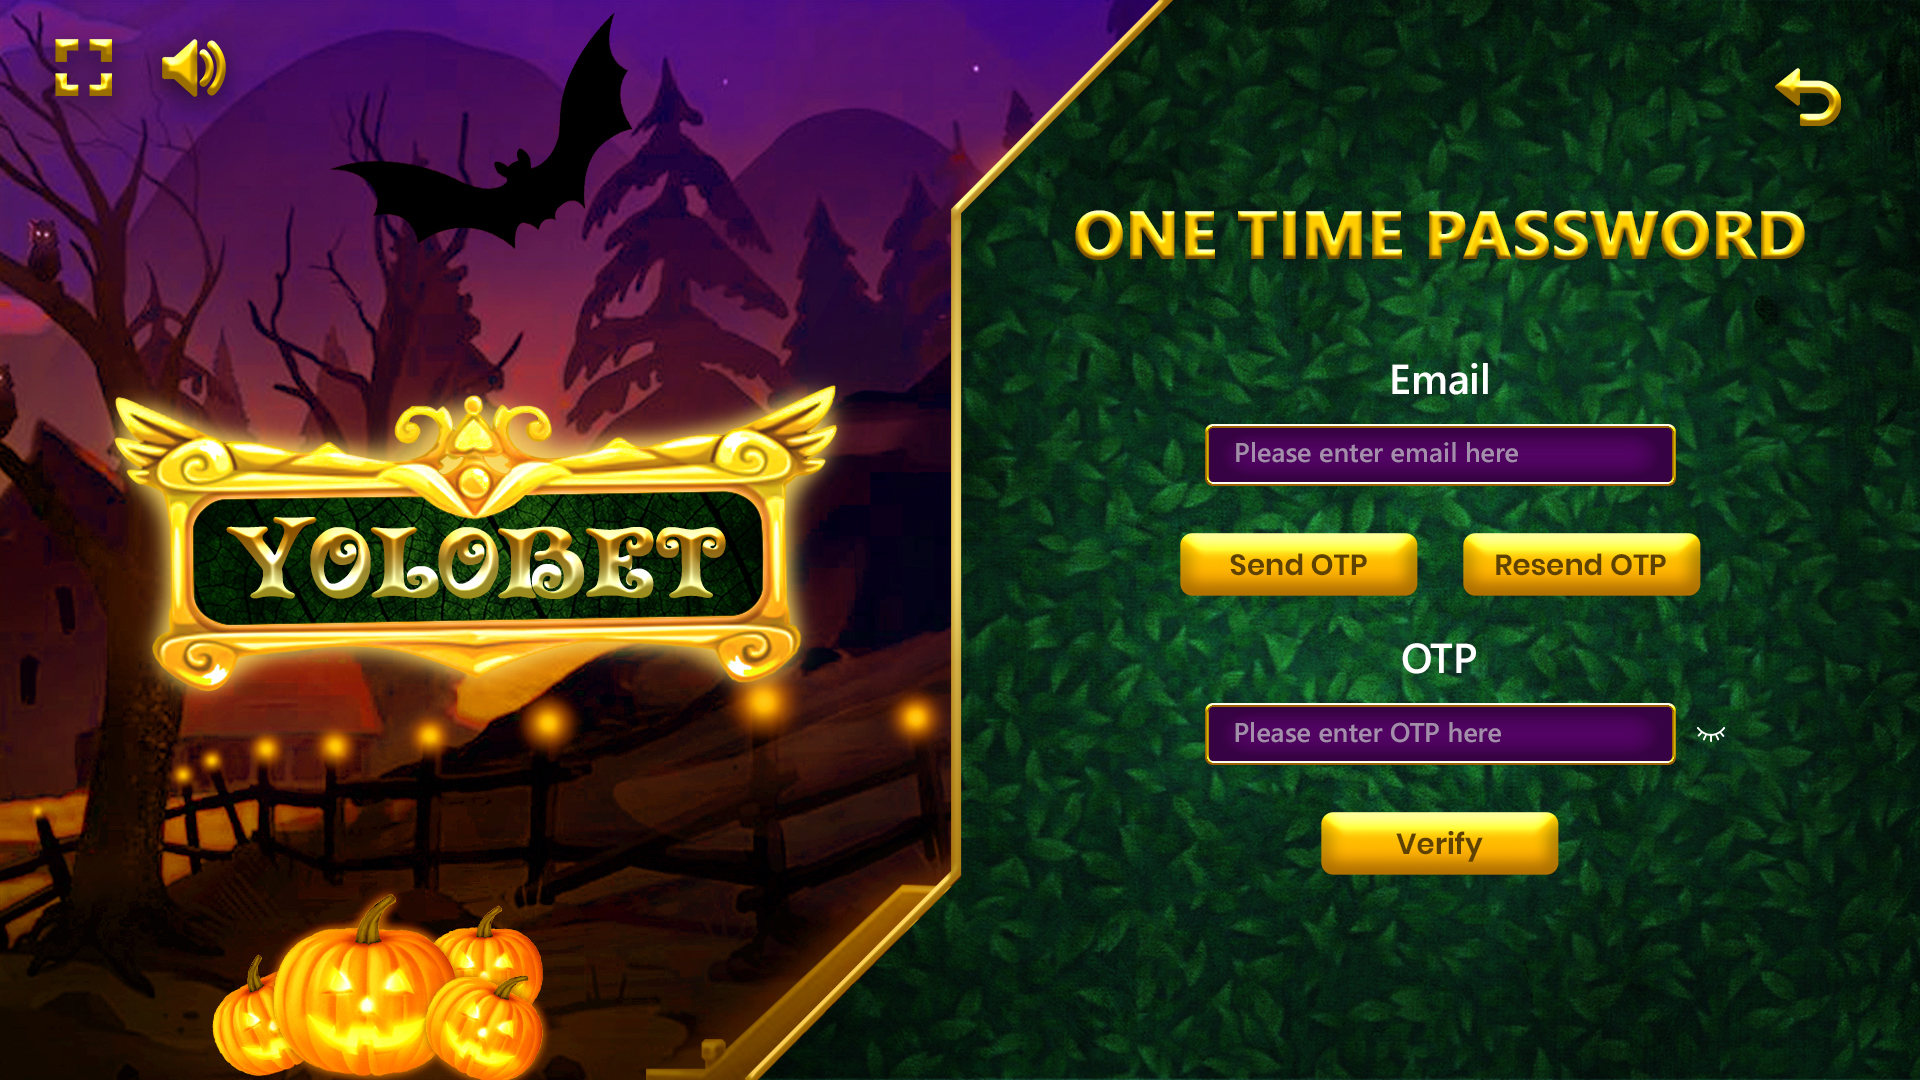 YOLOBET
ONE TIME PASSWORD
Email
Please enter email here
Send OTP
Resend OTP
OTP
Please enter OTP here
Verify